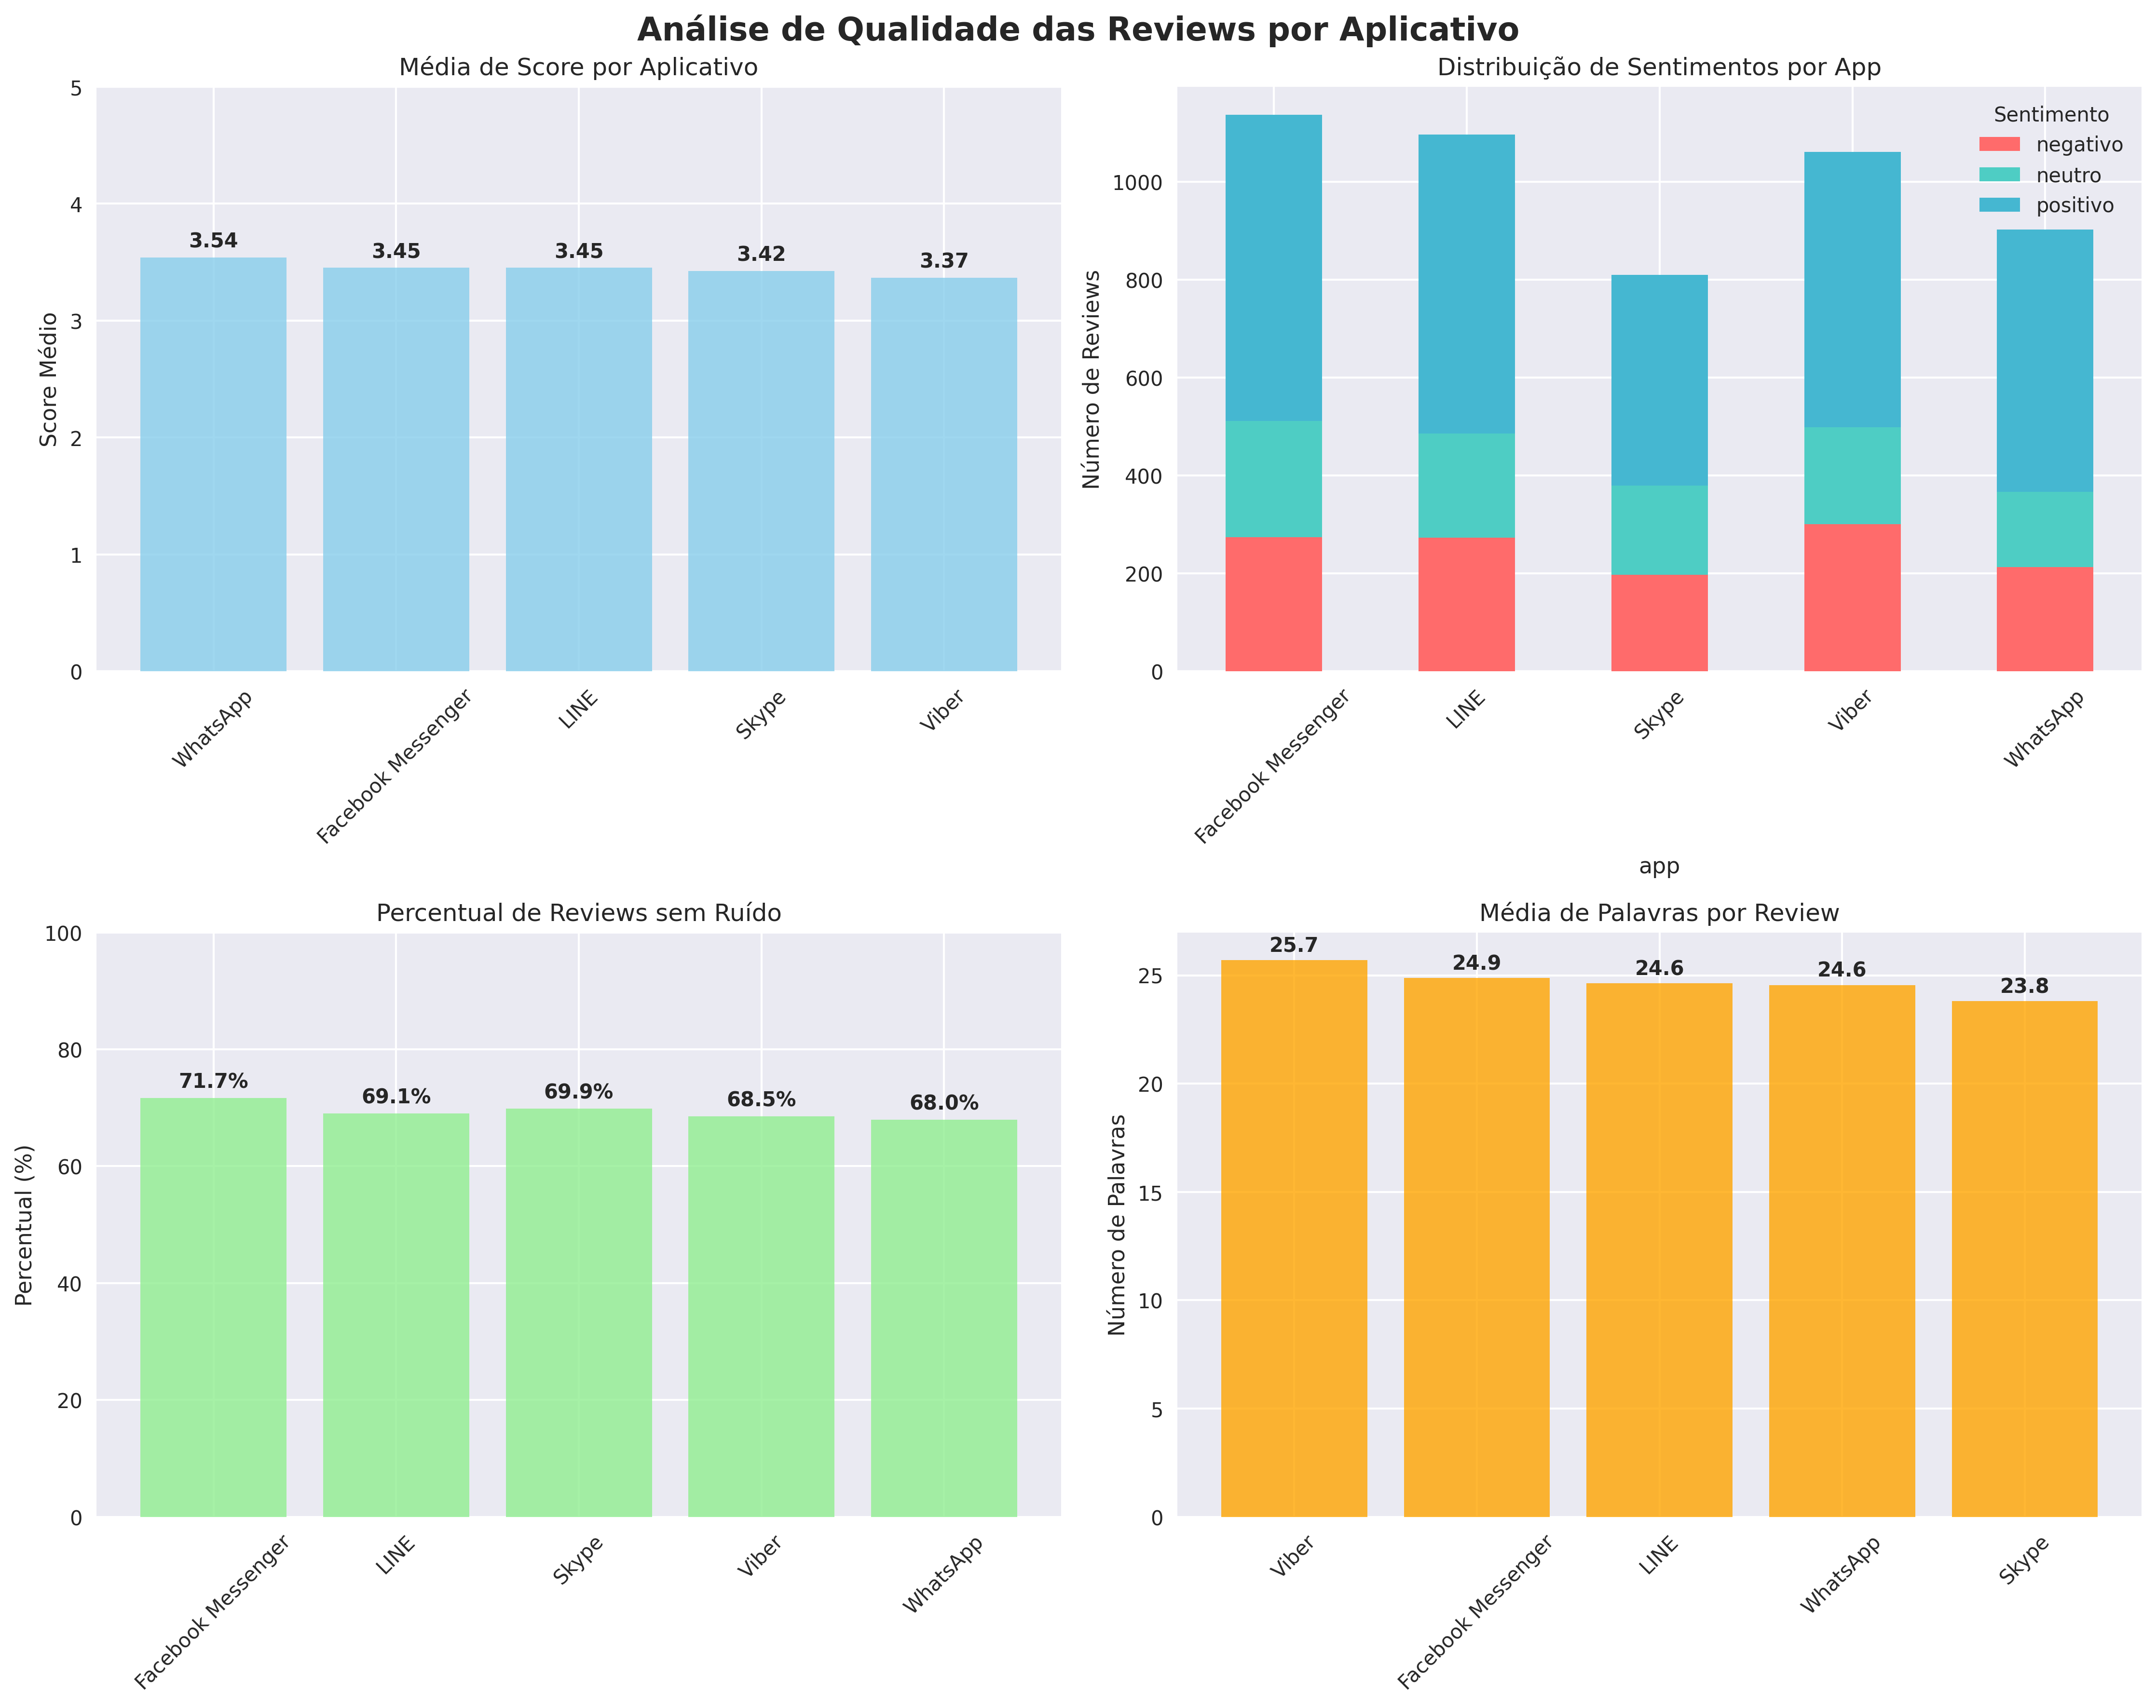 Análise de Qualidade das Reviews por Aplicativo
Média de Score por Aplicativo
Score Médio
5
4
3
2
1
0
3.54
3.45
3.45
3.42
3.37
WhatsApp
Facebook Messenger
LINE
Skype
Viber
Distribuição de Sentimentos por App
Número de Reviews
1000
800
600
400
200
0
Sentimento
negativo
neutro
positivo
Facebook Messenger
LINE
Skype
Viber
WhatsApp
app
Percentual de Reviews sem Ruído
Percentual (%)
100
80
60
40
20
0
71.7%
69.1%
69.9%
68.5%
68.0%
Facebook Messenger
LINE
Skype
Viber
WhatsApp
Média de Palavras por Review
Número de Palavras
25
20
15
10
5
0
25.7
24.9
24.6
24.6
23.8
Viber
Facebook Messenger
LINE
WhatsApp
Skype